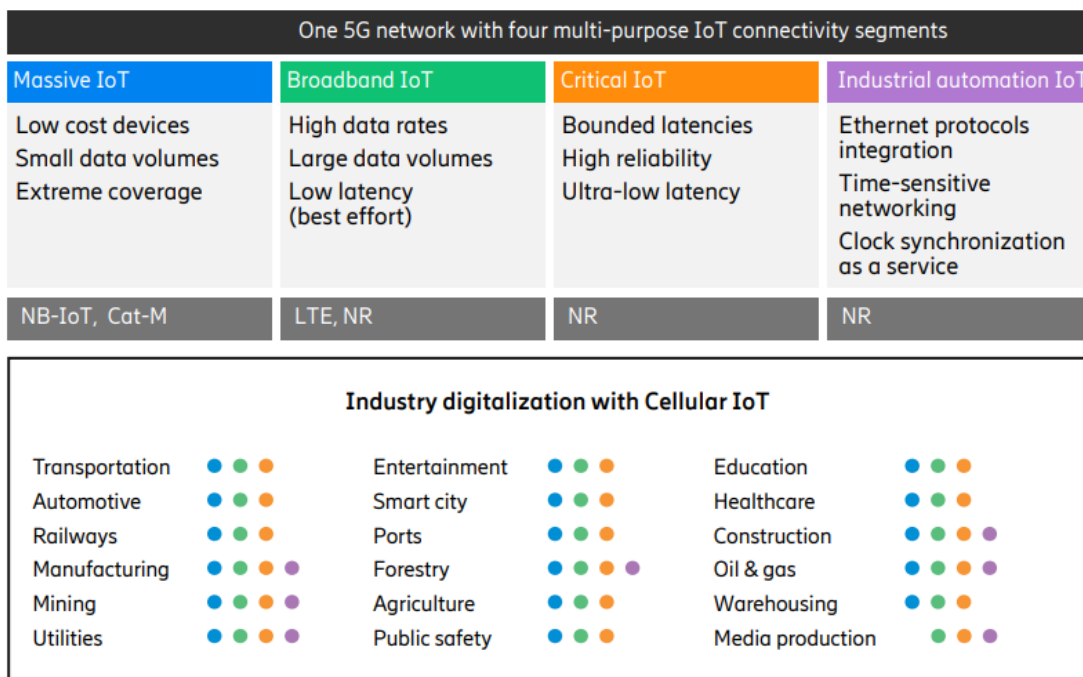 One 5G network with four multi-purpose IoT connectivity segments
Massive IoT
Low cost devices
Small data volumes
Extreme coverage
NB-IoT, Cat-M
Broadband IoT
High data rates
Large data volumes
Low latency
(best effort)
LTE, NR
Critical IoT
Bounded latencies
High reliability
Ultra-low latency
NR
Industrial automation IoT
Ethernet protocols
integration
Time-sensitive
networking
Clock synchronization
as a service
NR
Industry digitalization with Cellular IoT
Transportation
Automotive
Railways
Manufacturing
Mining
Utilities
Entertainment
Smart city
Ports
Forestry
Agriculture
Public safety
Education
Healthcare
Construction
Oil & gas
Warehousing
Media production